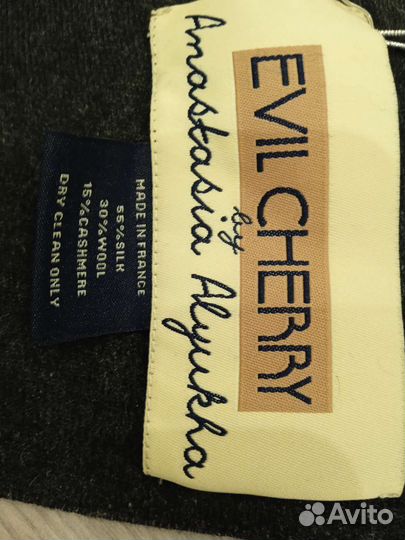 EVIL CHERRY
by
Anastasia Alyukha
MADE IN FRANCE
55%SILK
30%WOOL
15%CASHMERE
DRY CLEAN ONLY
Avito